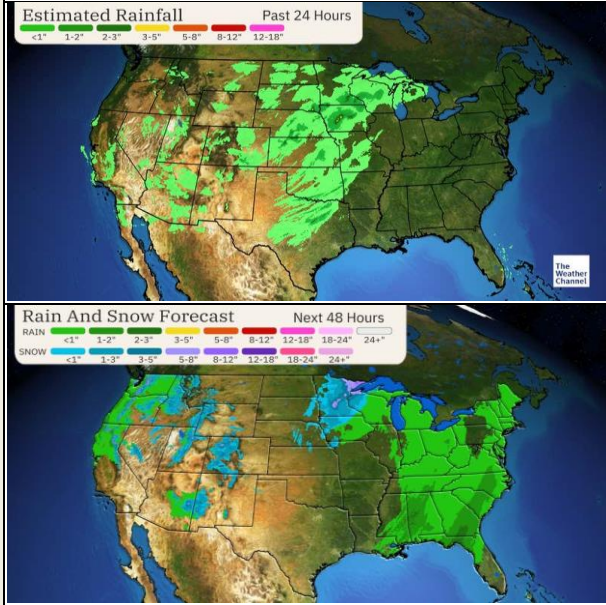 Estimated Rainfall Past 24 Hours
<1" 1-2" 2-3" 3-5" 5-8" 8-12" 12-18"
The
Weather
Channel
Rain And Snow Forecast Next 48 Hours
RAIN
<1" 1-2" 2-3" 3-5" 5-8" 8-12" 12-18" 18-24" 24+"
SNOW
<1" 1-3" 3-5" 5-8" 8-12" 12-18" 18-24" 24+"